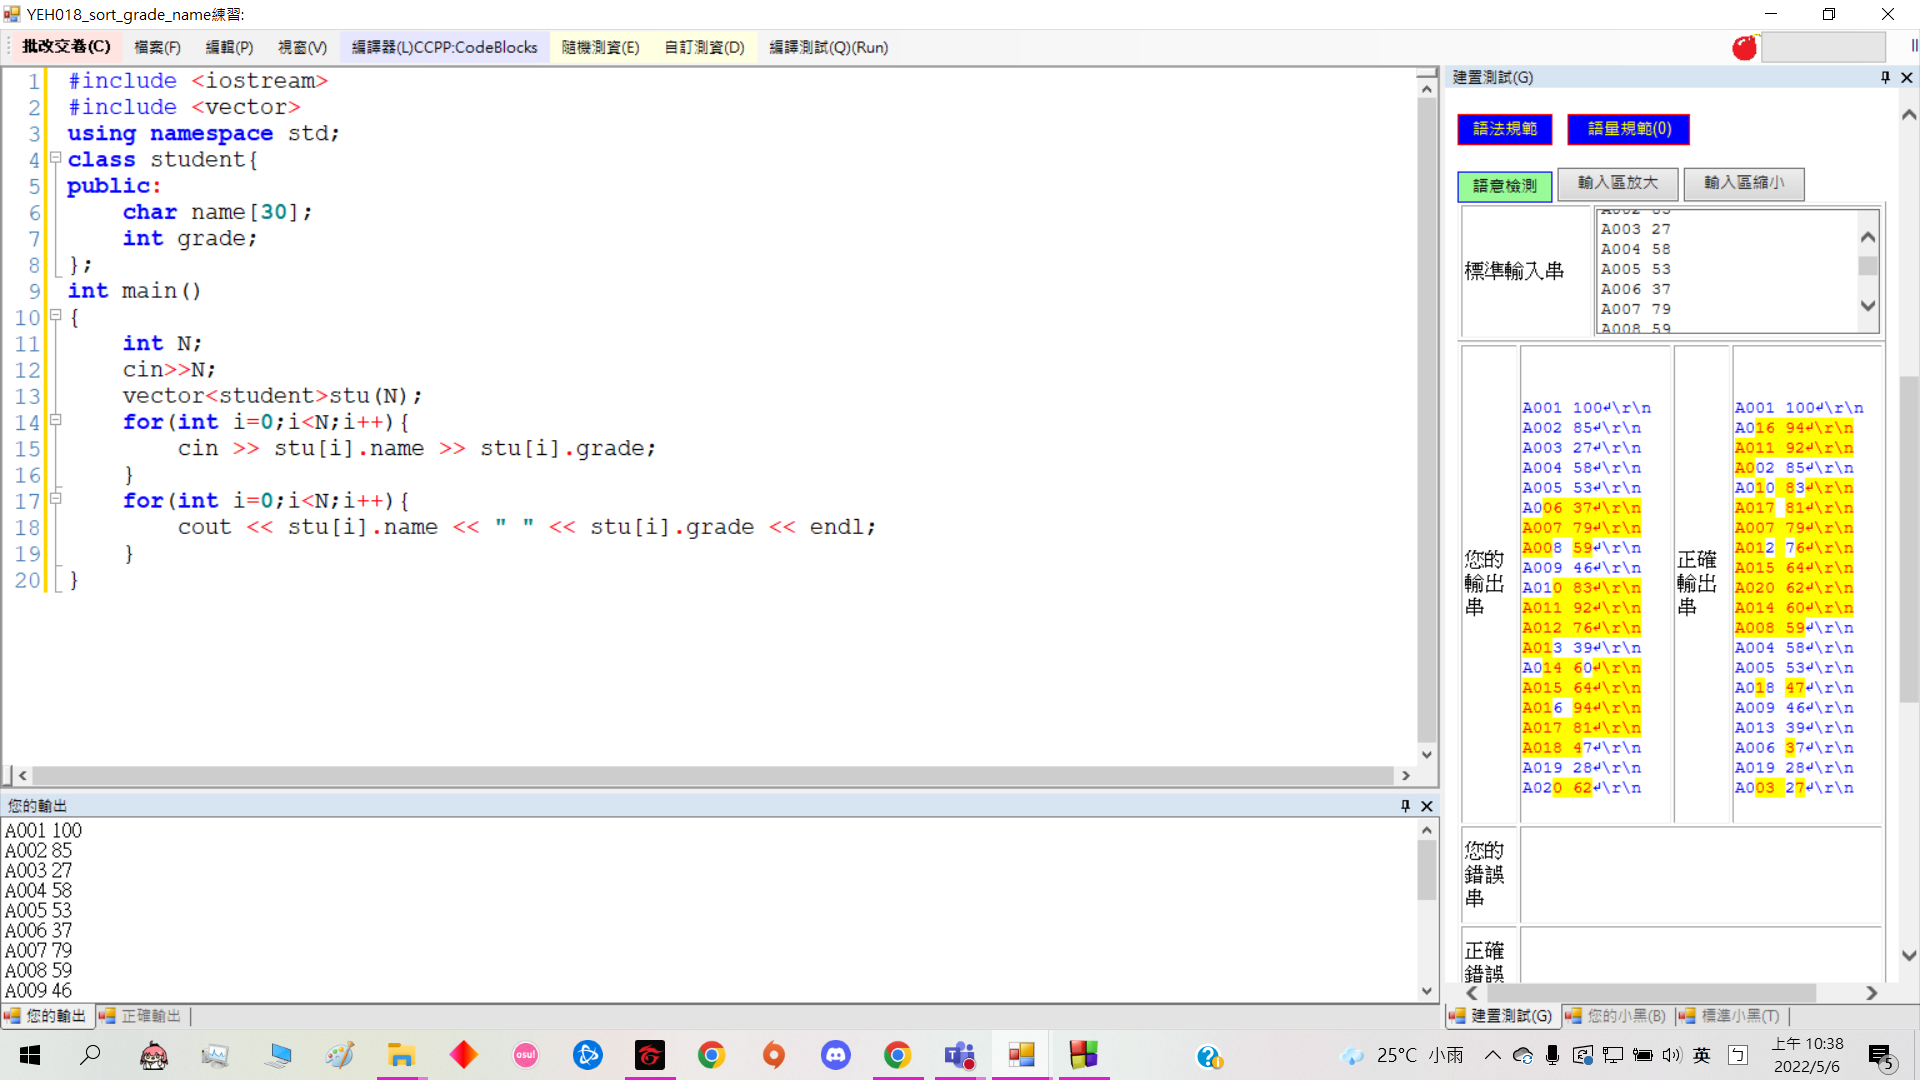 YEH018_sort_grade_name練習:
批改交卷(C) 檔案(F) 編輯(P) 視窗(V) 編譯器(L)CCPP:CodeBlocks 隨機測資(E) 自訂測資(D) 編譯測試(Q)(Run)
1 #include <iostream>
2 #include <vector>
3 using namespace std;
4 class student{
5 public:
6 char name[30];
7 int grade;
8 };
9 int main()
10 {
11 int N;
12 cin>>N;
13 vector<student>stu(N);
14 for(int i=0;i<N;i++){
15 cin >> stu[i].name >> stu[i].grade;
16 }
17 for(int i=0;i<N;i++){
18 cout << stu[i].name << " " << stu[i].grade << endl;
19 }
20 }
您的輸出
A001 100
A002 85
A003 27
A004 58
A005 53
A006 37
A007 79
A008 59
A009 46
您的輸出 正確輸出
建置測試(G)
語法規範 語量規範(0)
語意檢測 輸入區放大 輸入區縮小
標準輸入串
A002 85
A003 27
A004 58
A005 53
A006 37
A007 79
A008 59
您的輸出串
A001 100↲\r\n
A002 85↲\r\n
A003 27↲\r\n
A004 58↲\r\n
A005 53↲\r\n
A006 37↲\r\n
A007 79↲\r\n
A008 59↲\r\n
A009 46↲\r\n
A010 83↲\r\n
A011 92↲\r\n
A012 76↲\r\n
A013 39↲\r\n
A014 60↲\r\n
A015 64↲\r\n
A016 94↲\r\n
A017 81↲\r\n
A018 47↲\r\n
A019 28↲\r\n
A020 62↲\r\n
正確輸出串
A001 100↲\r\n
A016 94↲\r\n
A011 92↲\r\n
A002 85↲\r\n
A010 83↲\r\n
A017 81↲\r\n
A007 79↲\r\n
A012 76↲\r\n
A015 64↲\r\n
A020 62↲\r\n
A014 60↲\r\n
A008 59↲\r\n
A004 58↲\r\n
A005 53↲\r\n
A018 47↲\r\n
A009 46↲\r\n
A013 39↲\r\n
A006 37↲\r\n
A019 28↲\r\n
A003 27↲\r\n
您的錯誤串
正確錯誤
建置測試(G) 您的小黑(B) 標準小黑(T)
osu!
25°C 小雨 英 上午 10:38
2022/5/6
5